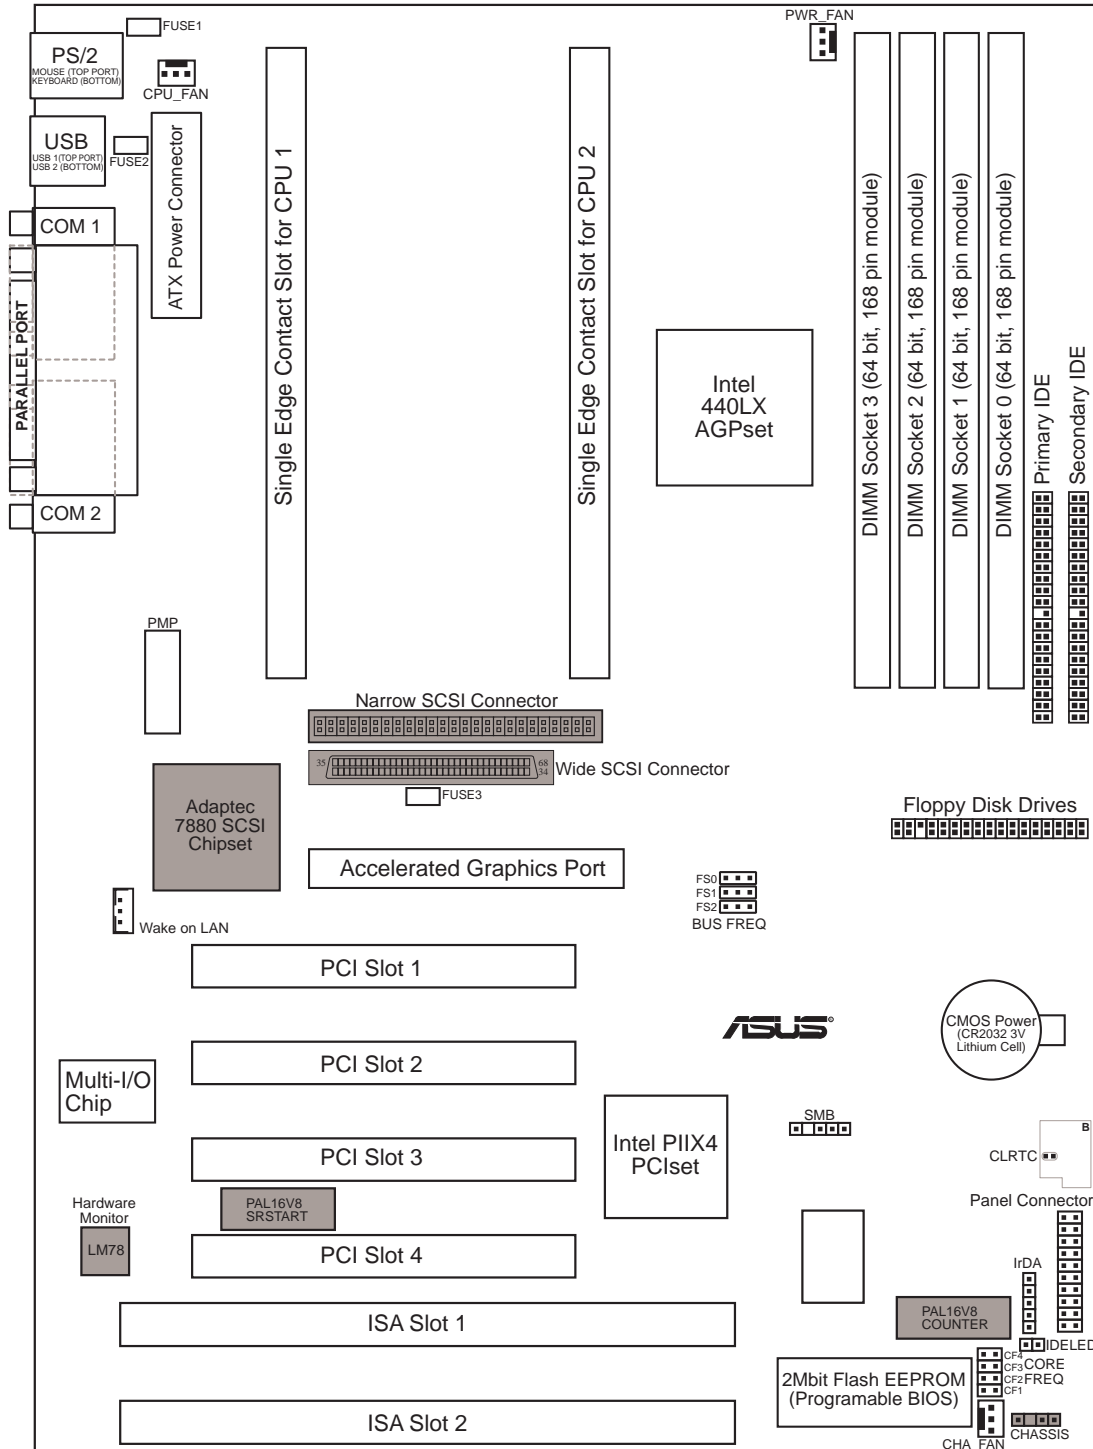 FUSE1
PWR_FAN
PS/2
MOUSE (TOP PORT)
KEYBOARD (BOTTOM)
CPU_FAN
USB
USB 1(TOP PORT)
USB 2 (BOTTOM)
FUSE2
ATX Power Connector
Single Edge Contact Slot for CPU 1
Single Edge Contact Slot for CPU 2
DIMM Socket 3 (64 bit, 168 pin module)
DIMM Socket 2 (64 bit, 168 pin module)
DIMM Socket 1 (64 bit, 168 pin module)
DIMM Socket 0 (64 bit, 168 pin module)
Primary IDE
Secondary IDE
COM 1
PARALLEL PORT
COM 2
Intel
440LX
AGPset
PMP
Narrow SCSI Connector
35
68
34
Wide SCSI Connector
FUSE3
Adaptec
7880 SCSI
Chipset
Floppy Disk Drives
Accelerated Graphics Port
FS0
FS1
FS2
BUS FREQ
Wake on LAN
PCI Slot 1
ASUS®
CMOS Power
(CR2032 3V
Lithium Cell)
PCI Slot 2
Multi-I/O
Chip
SMB
Intel PIIX4
PCIset
B
CLRTC
PCI Slot 3
PAL16V8
SRSTART
Hardware
Monitor
LM78
Panel Connector
PCI Slot 4
IrDA
PAL16V8
COUNTER
ISA Slot 1
IDELED
CF4
CF3
CF2
CF1
CORE
FREQ
2Mbit Flash EEPROM
(Programable BIOS)
ISA Slot 2
CHASSIS
CHA_FAN